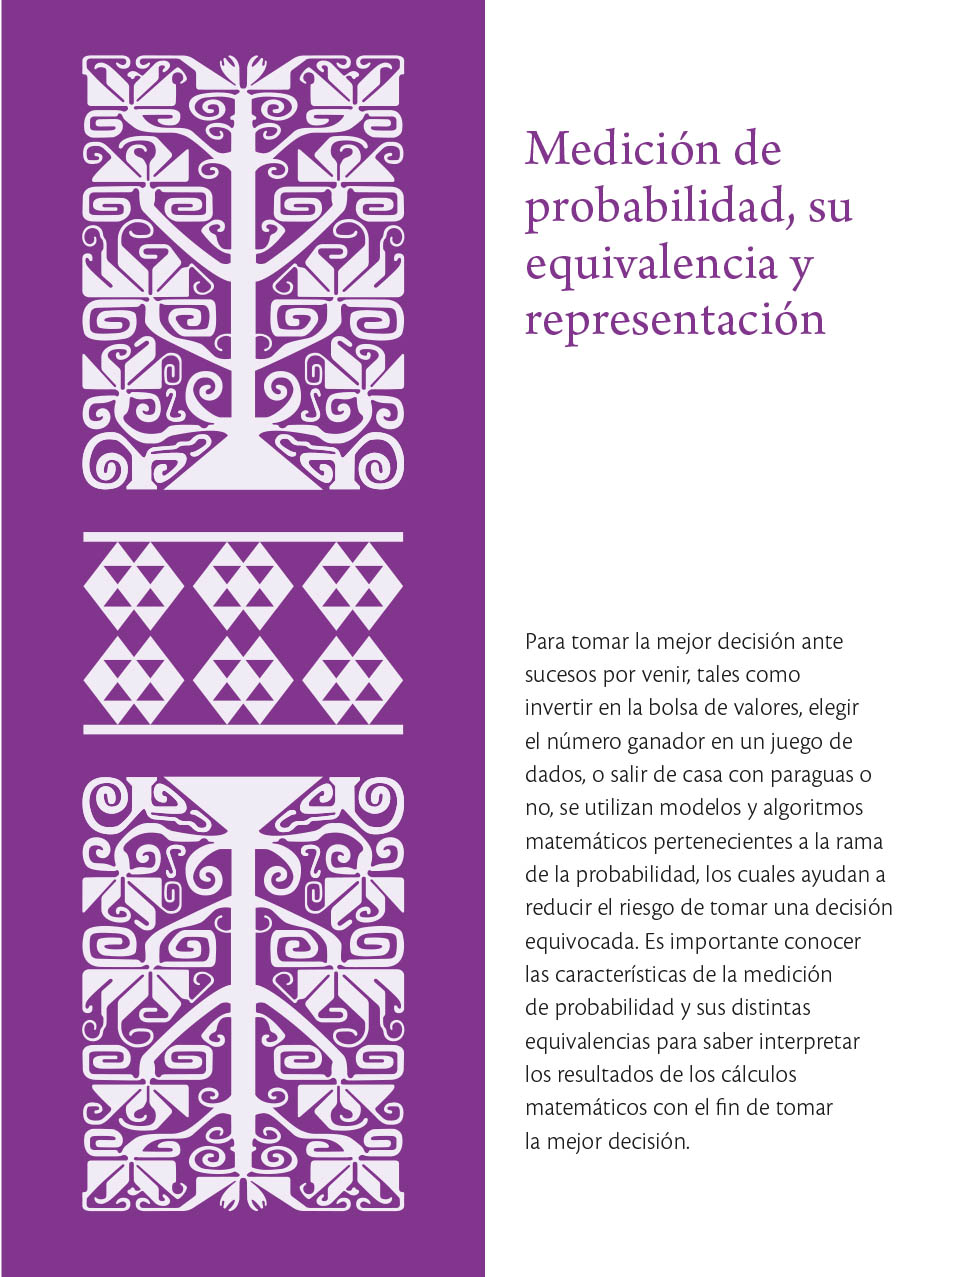 Medición de
probabilidad, su
equivalencia y
representación
Para tomar la mejor decisión ante
sucesos por venir, tales como
invertir en la bolsa de valores, elegir
el número ganador en un juego de
dados, o salir de casa con paraguas o
no, se utilizan modelos y algoritmos
matemáticos pertenecientes a la rama
de la probabilidad, los cuales ayudan a
reducir el riesgo de tomar una decisión
equivocada. Es importante conocer
las características de la medición
de probabilidad y sus distintas
equivalencias para saber interpretar
los resultados de los cálculos
matemáticos con el fin de tomar
la mejor decisión.